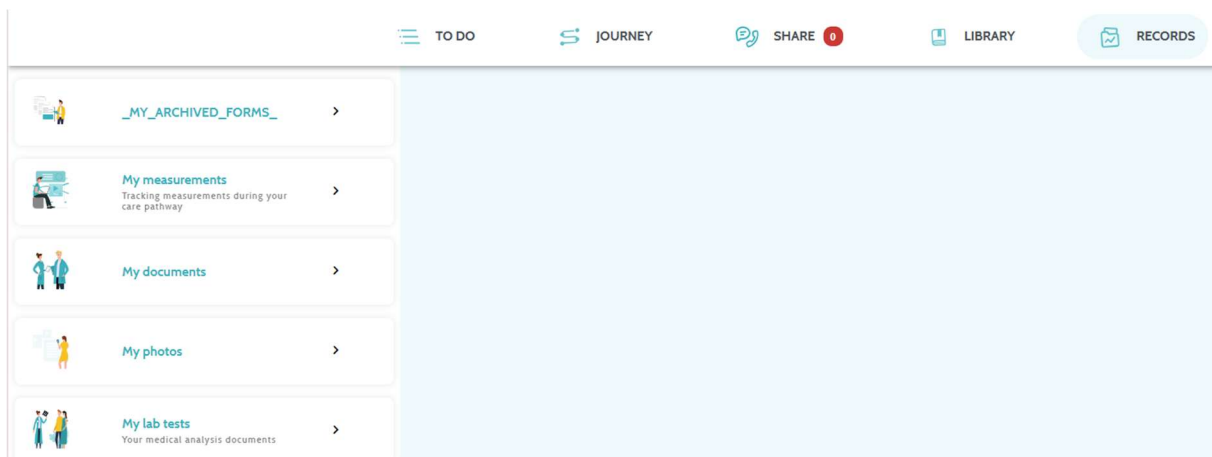 TO DO
JOURNEY
SHARE 0
LIBRARY
RECORDS
_MY_ARCHIVED_FORMS_
My measurements
Tracking measurements during your
care pathway
My documents
My photos
My lab tests
Your medical analysis documents